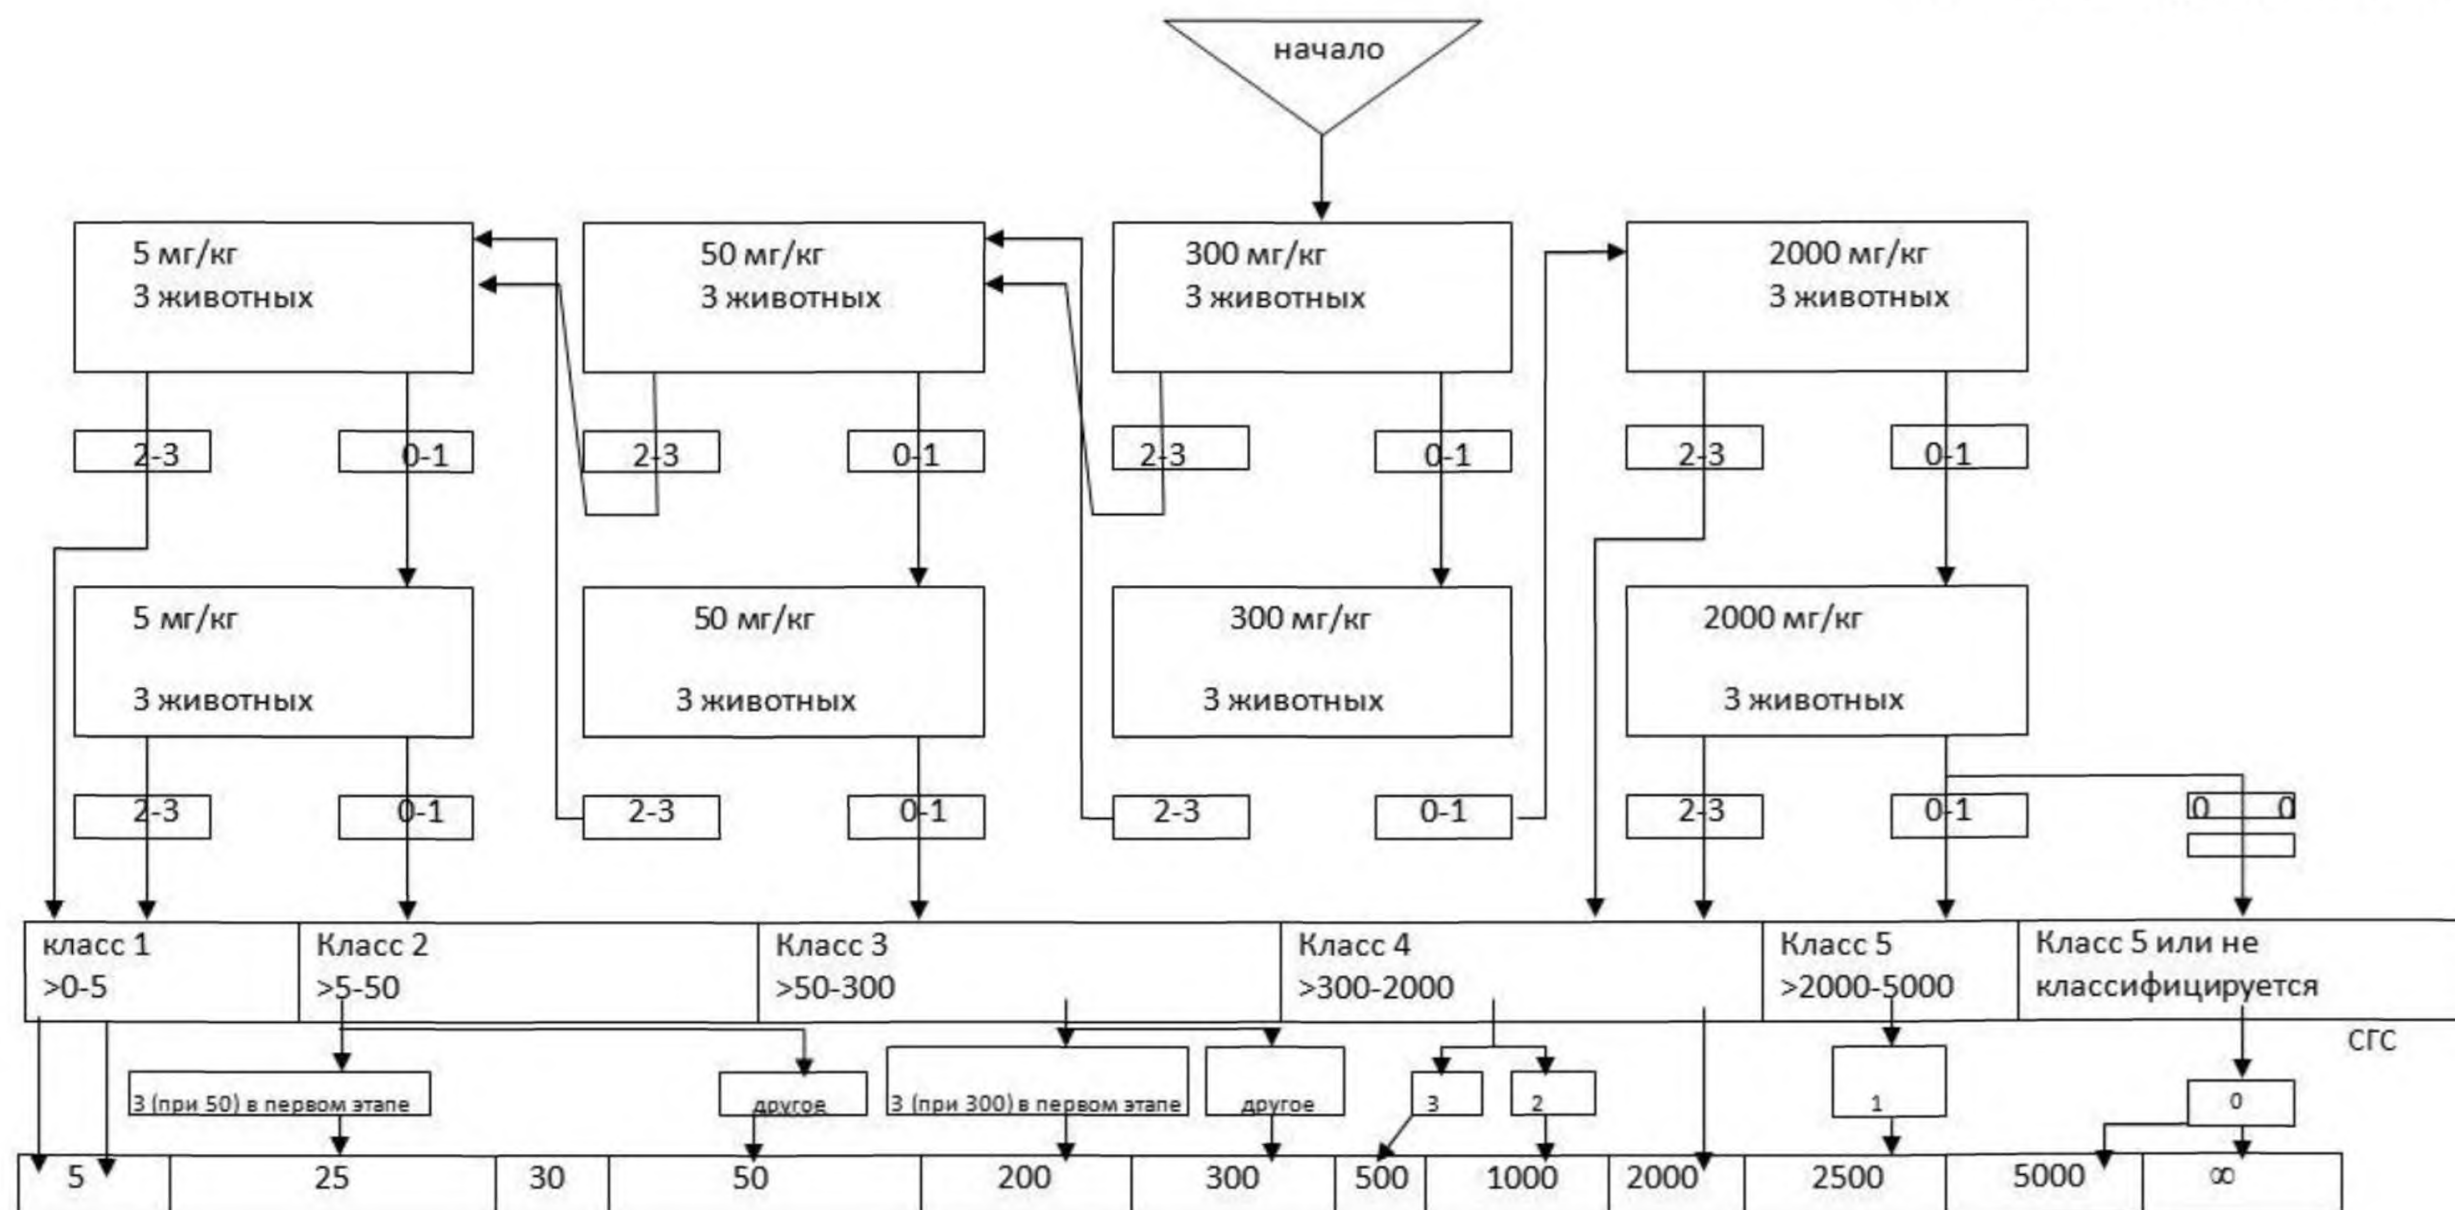 начало
5 мг/кг
3 животных
50 мг/кг
3 животных
300 мг/кг
3 животных
2000 мг/кг
3 животных
2-3
0-1
2-3
0-1
2-3
0-1
2-3
0-1
5 мг/кг
3 животных
50 мг/кг
3 животных
300 мг/кг
3 животных
2000 мг/кг
3 животных
2-3
0-1
2-3
0-1
2-3
0-1
2-3
0-1
0 0
класс 1
>0-5
Класс 2
>5-50
Класс 3
>50-300
Класс 4
>300-2000
Класс 5
>2000-5000
Класс 5 или не
классифицируется
СГС
3 (при 50) в первом этапе
другое
3 (при 300) в первом этапе
другое
3
2
1
0
5
25
30
50
200
300
500
1000
2000
2500
5000
∞